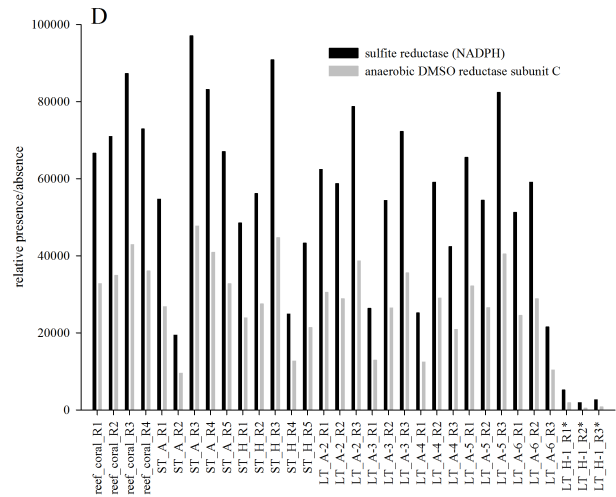 D
sulfite reductase (NADPH)
anaerobic DMSO reductase subunit C
relative presence/absence
100000
80000
60000
40000
20000
0
reef_coral_R1
reef_coral_R2
reef_coral_R3
reef_coral_R4
ST_A_R1
ST_A_R2
ST_A_R3
ST_A_R4
ST_A_R5
ST_H_R1
ST_H_R2
ST_H_R3
ST_H_R4
ST_H_R5
LT_A-2_R1
LT_A-2_R2
LT_A-2_R3
LT_A-3_R1
LT_A-3_R2
LT_A-3_R3
LT_A-4_R1
LT_A-4_R2
LT_A-4_R3
LT_A-5_R1
LT_A-5_R2
LT_A-5_R3
LT_A-6_R1
LT_A-6_R2
LT_A-6_R3
LT_H-1_R1*
LT_H-1_R2*
LT_H-1_R3*